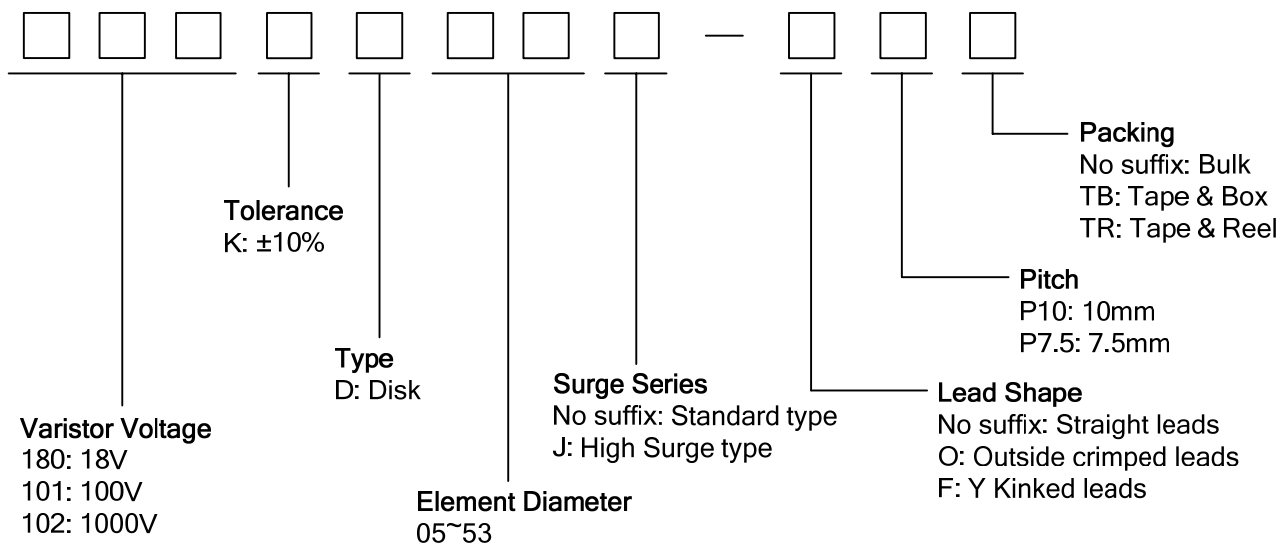 Packing
No suffix: Bulk
TB: Tape & Box
TR: Tape & Reel
Tolerance
K: ±10%
Pitch
P10: 10mm
P7.5: 7.5mm
Type
D: Disk
Surge Series
No suffix: Standard type
J: High Surge type
Lead Shape
No suffix: Straight leads
O: Outside crimped leads
F: Y Kinked leads
Varistor Voltage
180: 18V
101: 100V
102: 1000V
Element Diameter
05~53